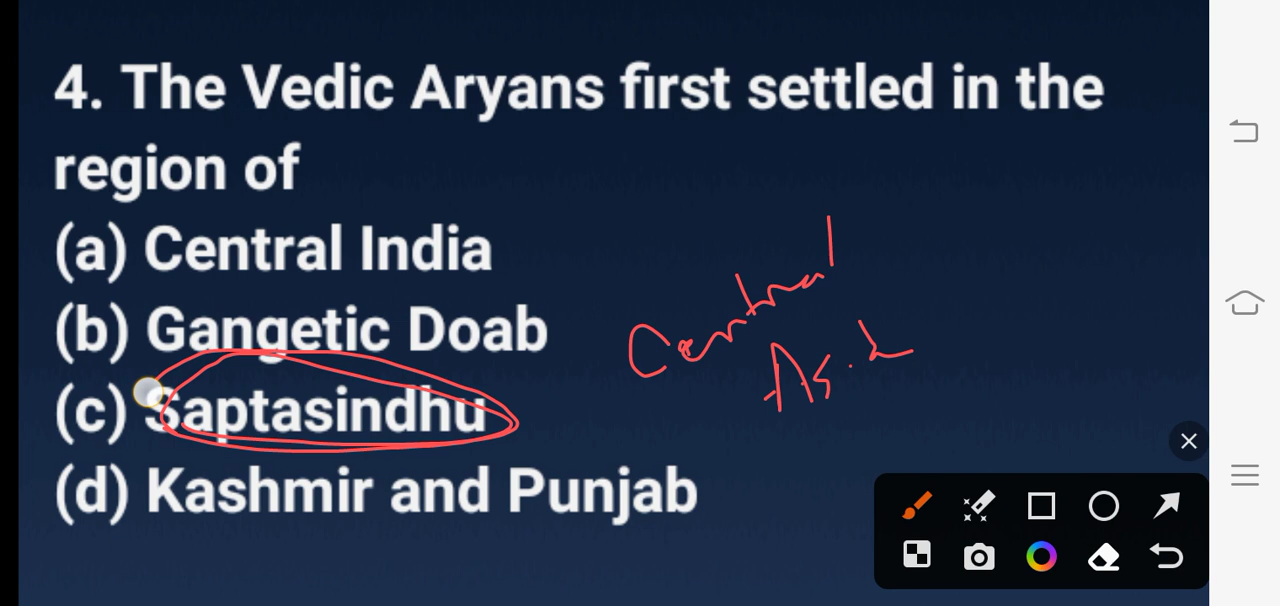 4. The Vedic Aryans first settled in the
region of
(a) Central India
(b) Gangetic Doab
(c) Saptasindhu
(d) Kashmir and Punjab
Central